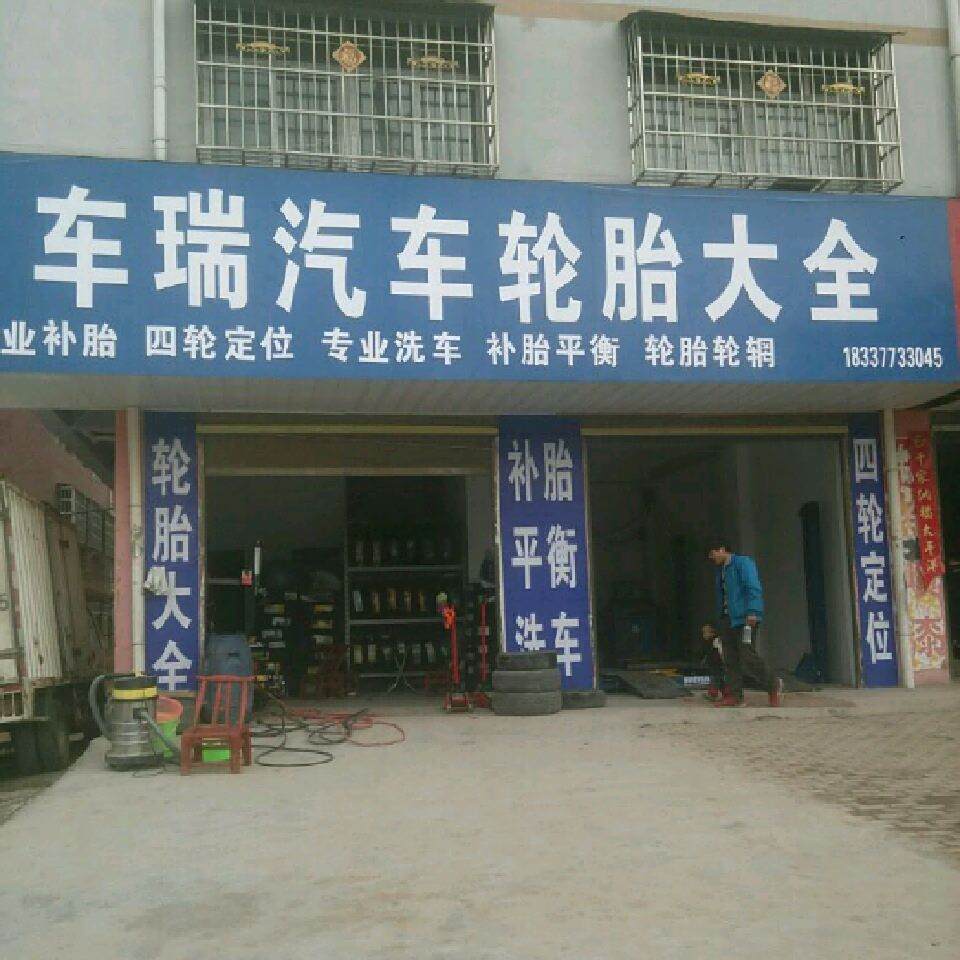 车瑞汽车轮胎大全
业补胎 四轮定位 专业洗车 补胎平衡 轮胎轮辋 18337733045
轮胎大全
补胎
平衡
洗车
四轮定位